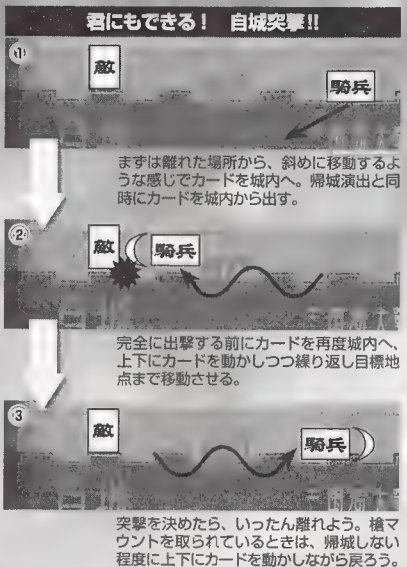 君にもできる！ 自城突撃!!
①
敵
騎兵
まずは離れた場所から、斜めに移動するよ
うな感じでカードを城内へ。帰城演出と同
時にカードを城内から出す。
②
敵
騎兵
完全に出撃する前にカードを再度城内へ、
上下にカードを動かしつつ繰り返し目標地
点まで移動させる。
③
敵
騎兵
突撃を決めたら、いったん離れよう。槍マ
ウントを取られているときは、帰城しない
程度に上下にカードを動かしながら戻ろう。